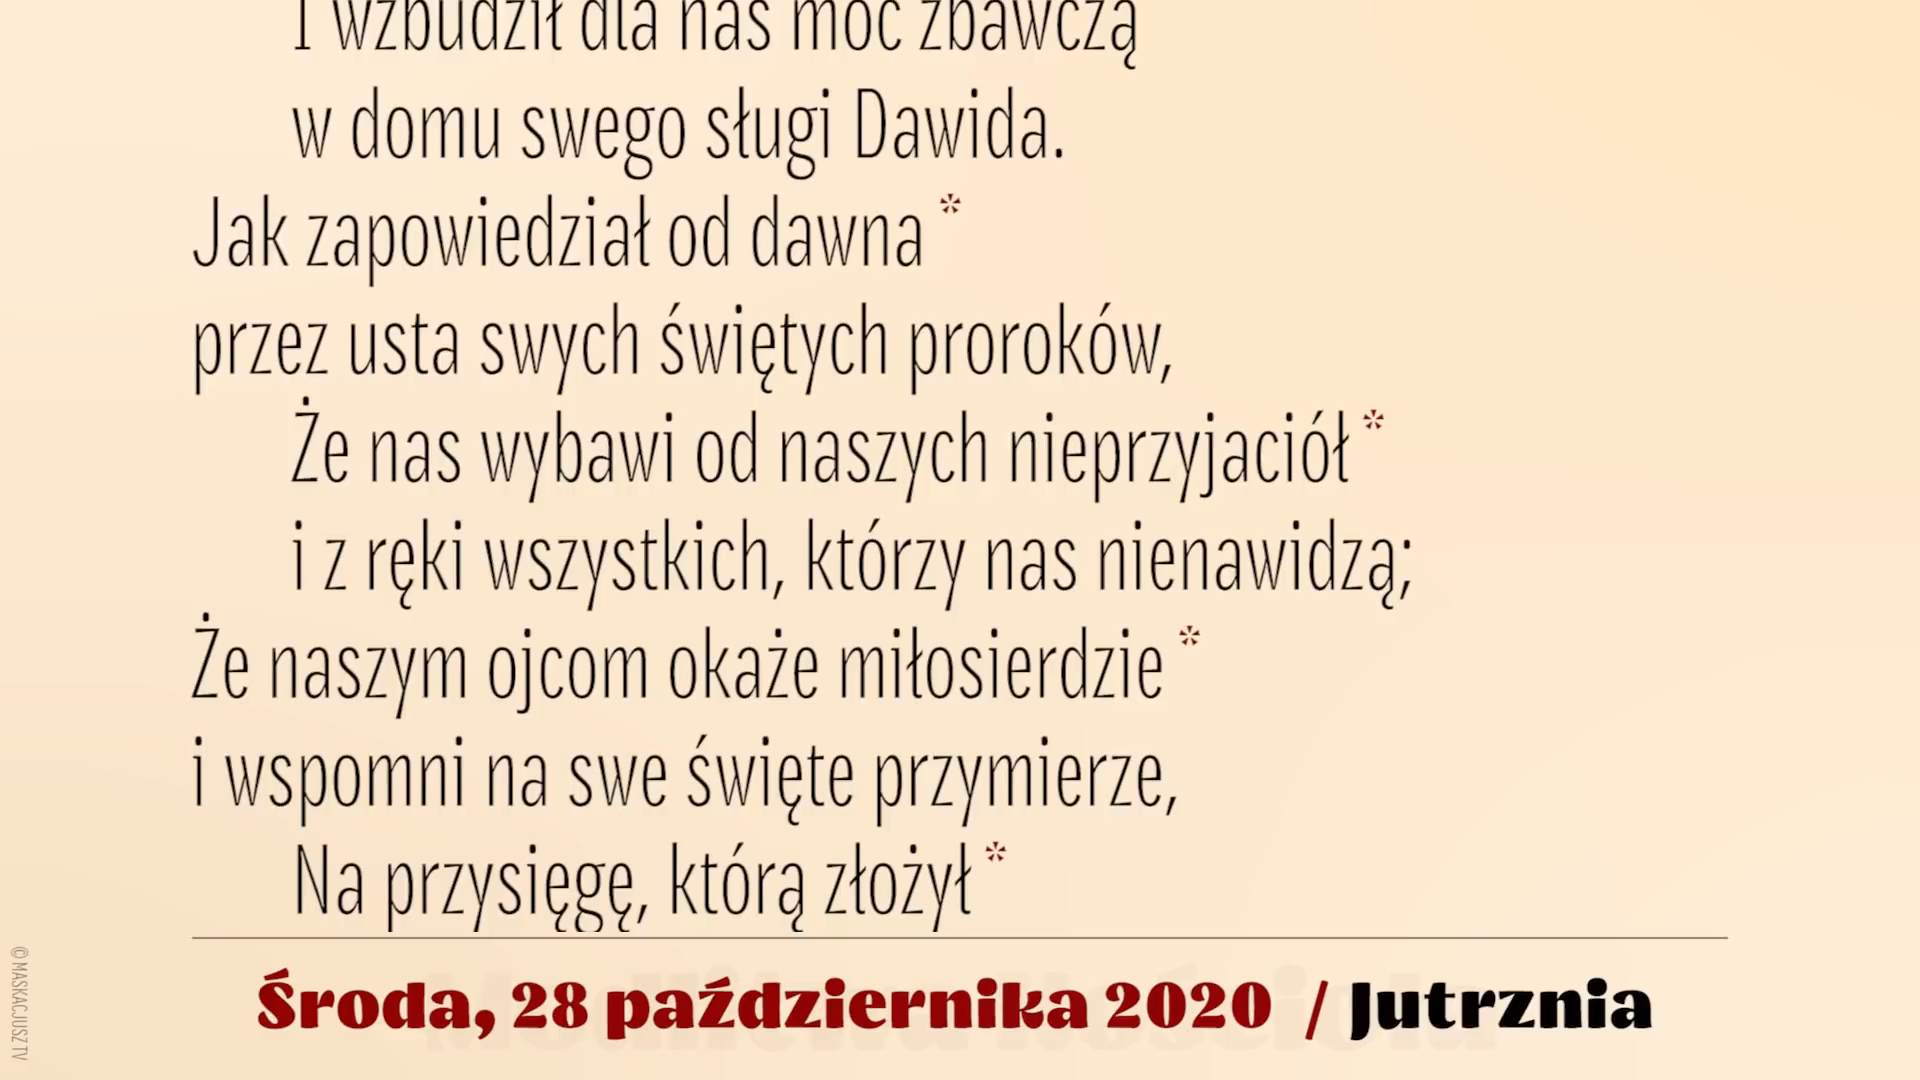 I wzbudził dla nas moc zbawczą
w domu swego sługi Dawida.
Jak zapowiedział od dawna *
przez usta swych świętych proroków,
Że nas wybawi od naszych nieprzyjaciół *
i z ręki wszystkich, którzy nas nienawidzą;
Że naszym ojcom okaże miłosierdzie *
i wspomni na swe święte przymierze,
Na przysięgę, którą złożył *
Środa, 28 października 2020 / Jutrznia
© MASKACJUSZ TV